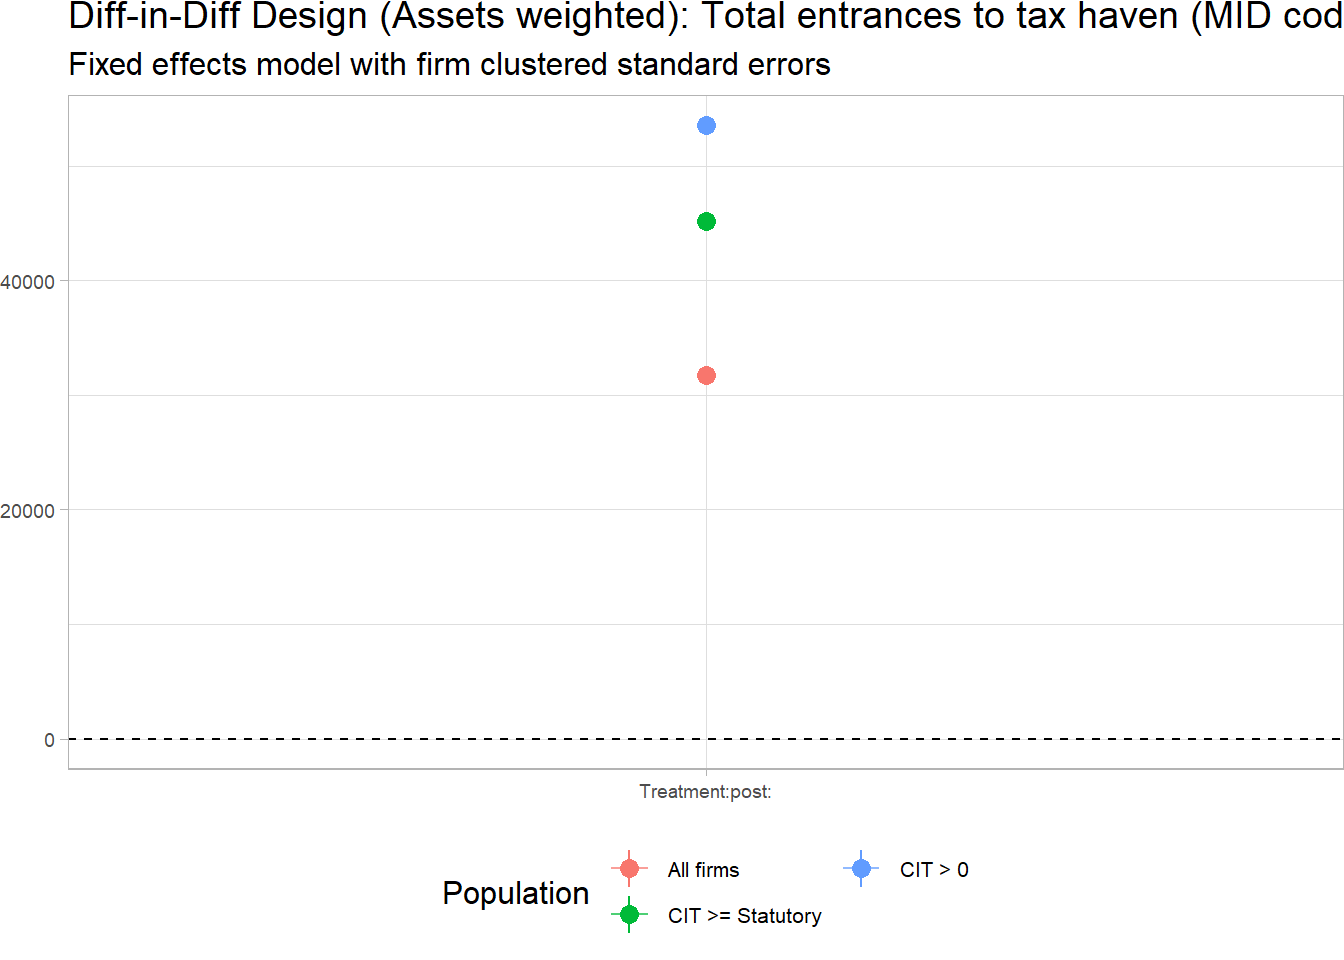 Diff-in-Diff Design (Assets weighted): Total entrances to tax haven (MID cod
Fixed effects model with firm clustered standard errors
40000
20000
0
Treatment:post:
Population
All firms
CIT > 0
CIT >= Statutory